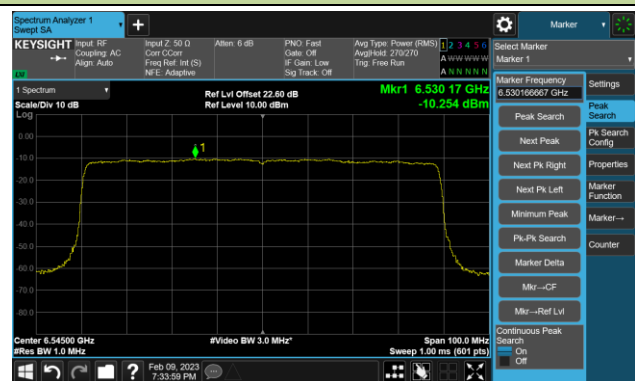 Spectrum Analyzer 1
Swept SA
Marker
KEYSIGHT
Input: RF
Coupling: AC
Align: Auto
Input Z: 50 Ω
Corr CCorr
Freq Ref: Int (S)
NFE: Adaptive
Atten: 6 dB
PNO: Fast
Gate: Off
IF Gain: Low
Sig Track: Off
Avg Type: Power (RMS)
Avg|Hold: 270/270
Trig: Free Run
1 2 3 4 5 6
A W W W W W
A N N N N N
LXI
Select Marker
Marker 1
1 Spectrum
Scale/Div 10 dB
Ref Lvl Offset 22.60 dB
Ref Level 10.00 dBm
Mkr1 6.530 17 GHz
-10.254 dBm
Log
0.00
-10.0
-20.0
-30.0
-40.0
-50.0
-60.0
-70.0
-80.0
1
Center 6.54500 GHz
#Res BW 1.0 MHz
#Video BW 3.0 MHz*
Span 100.0 MHz
Sweep 1.00 ms (601 pts)
Marker Frequency
6.530166667 GHz
Peak Search
Next Peak
Next Pk Right
Next Pk Left
Minimum Peak
Pk-Pk Search
Marker Delta
Mkr→CF
Mkr→Ref Lvl
Continuous Peak
Search
On
Off
Settings
Peak
Search
Pk Search
Config
Properties
Marker
Function
Marker→
Counter
?
Feb 09, 2023
7:33:59 PM